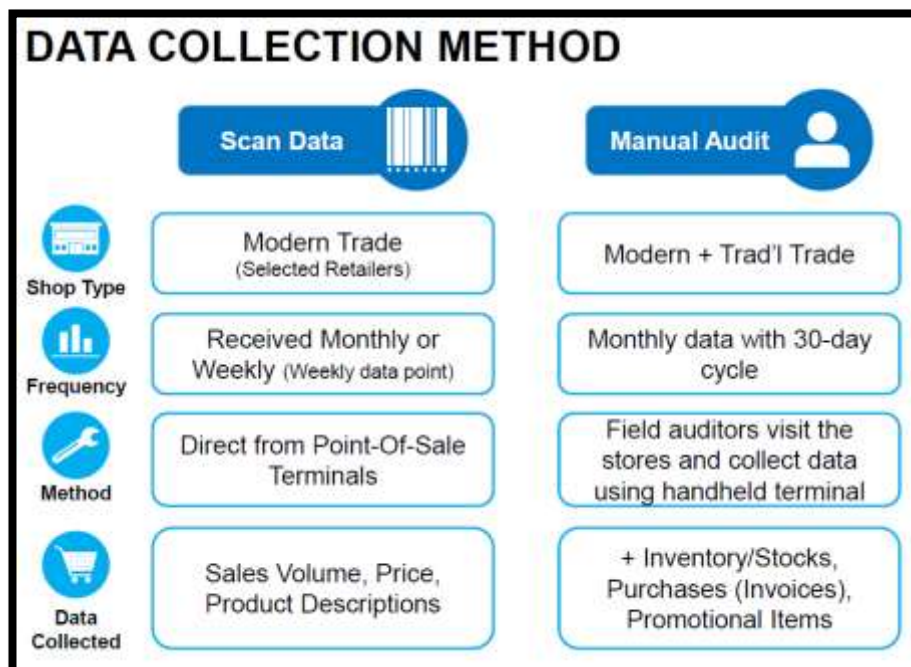 DATA COLLECTION METHOD
Scan Data
Manual Audit
Shop Type
Modern Trade
(Selected Retailers)
Modern + Trad'l Trade
Frequency
Received Monthly or
Weekly (Weekly data point)
Monthly data with 30-day
cycle
Method
Direct from Point-Of-Sale
Terminals
Field auditors visit the
stores and collect data
using handheld terminal
Data
Collected
Sales Volume, Price,
Product Descriptions
+ Inventory/Stocks,
Purchases (Invoices),
Promotional Items